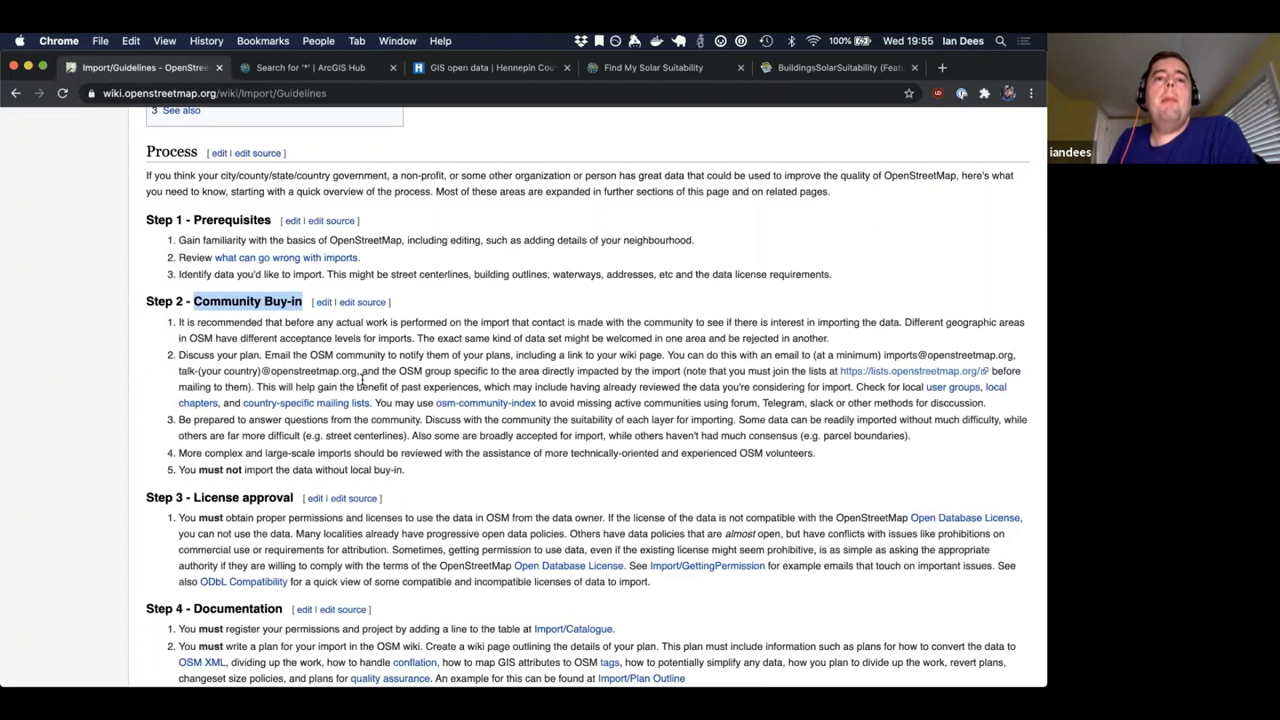 Chrome File Edit View History Bookmarks People Tab Window Help 100% Wed 19:55 Ian Dees
Import/Guidelines - OpenStree × Search for '*' | ArcGIS Hub × GIS open data | Hennepin Cou × Find My Solar Suitability × BuildingsSolarSuitability (Featu × +
wiki.openstreetmap.org/wiki/Import/Guidelines
3 See also
Process [ edit | edit source ]
If you think your city/county/state/country government, a non-profit, or some other organization or person has great data that could be used to improve the quality of OpenStreetMap, here's what
you need to know, starting with a quick overview of the process. Most of these areas are expanded in further sections of this page and on related pages.
Step 1 - Prerequisites [ edit | edit source ]
1. Gain familiarity with the basics of OpenStreetMap, including editing, such as adding details of your neighbourhood.
2. Review what can go wrong with imports.
3. Identify data you'd like to import. This might be street centerlines, building outlines, waterways, addresses, etc and the data license requirements.
Step 2 - Community Buy-in [ edit | edit source ]
1. It is recommended that before any actual work is performed on the import that contact is made with the community to see if there is interest in importing the data. Different geographic areas
in OSM have different acceptance levels for imports. The exact same kind of data set might be welcomed in one area and be rejected in another.
2. Discuss your plan. Email the OSM community to notify them of your plans, including a link to your wiki page. You can do this with an email to (at a minimum) imports@openstreetmap.org,
talk-(your country)@openstreetmap.org, and the OSM group specific to the area directly impacted by the import (note that you must join the lists at https://lists.openstreetmap.org/ before
mailing to them). This will help gain the benefit of past experiences, which may include having already reviewed the data you're considering for import. Check for local user groups, local
chapters, and country-specific mailing lists. You may use osm-community-index to avoid missing active communities using forum, Telegram, slack or other methods for disccussion.
3. Be prepared to answer questions from the community. Discuss with the community the suitability of each layer for importing. Some data can be readily imported without much difficulty, while
others are far more difficult (e.g. street centerlines). Also some are broadly accepted for import, while others haven't had much consensus (e.g. parcel boundaries).
4. More complex and large-scale imports should be reviewed with the assistance of more technically-oriented and experienced OSM volunteers.
5. You must not import the data without local buy-in.
Step 3 - License approval [ edit | edit source ]
1. You must obtain proper permissions and licenses to use the data in OSM from the data owner. If the license of the data is not compatible with the OpenStreetMap Open Database License,
you can not use the data. Many localities already have progressive open data policies. Others have data policies that are almost open, but have conflicts with issues like prohibitions on
commercial use or requirements for attribution. Sometimes, getting permission to use data, even if the existing license might seem prohibitive, is as simple as asking the appropriate
authority if they are willing to comply with the terms of the OpenStreetMap Open Database License. See Import/GettingPermission for example emails that touch on important issues. See
also ODbL Compatibility for a quick view of some compatible and incompatible licenses of data to import.
Step 4 - Documentation [ edit | edit source ]
1. You must register your permissions and project by adding a line to the table at Import/Catalogue.
2. You must write a plan for your import in the OSM wiki. Create a wiki page outlining the details of your plan. This plan must include information such as plans for how to convert the data to
OSM XML, dividing up the work, how to handle conflation, how to map GIS attributes to OSM tags, how to potentially simplify any data, how you plan to divide up the work, revert plans,
changeset size policies, and plans for quality assurance. An example for this can be found at Import/Plan Outline
iandees